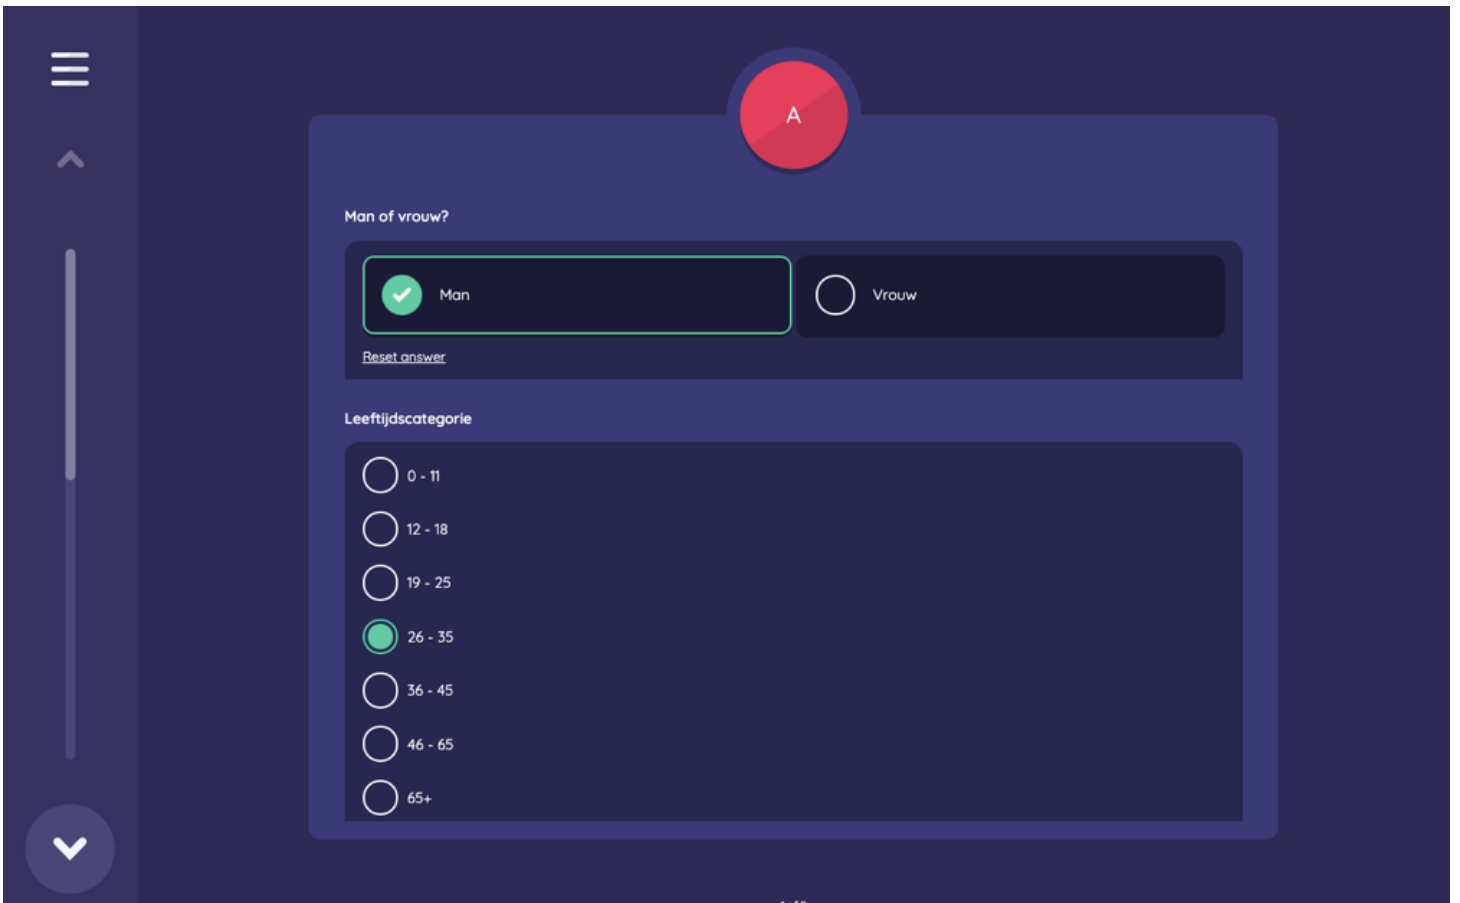 A
Man of vrouw?
Man
Vrouw
Reset answer
Leeftijdscategorie
0 - 11
12 - 18
19 - 25
26 - 35
36 - 45
46 - 65
65+